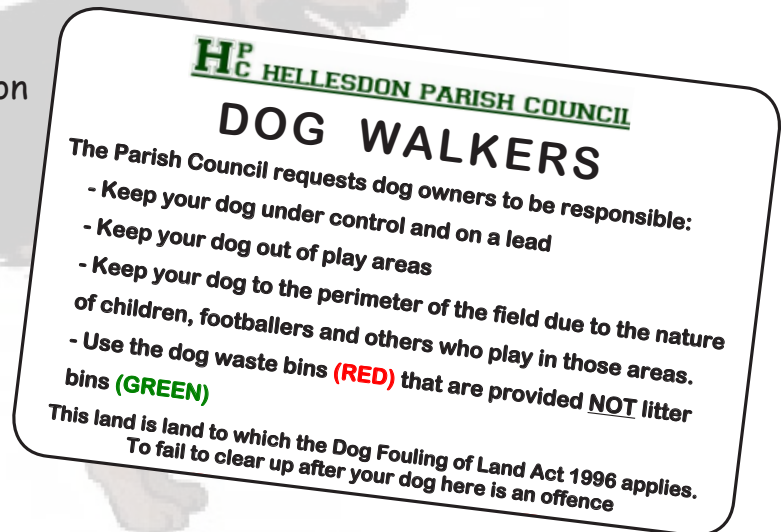 on
HPC HELLESDON PARISH COUNCIL
DOG WALKERS
The Parish Council requests dog owners to be responsible:
- Keep your dog under control and on a lead
- Keep your dog out of play areas
- Keep your dog to the perimeter of the field due to the nature
of children, footballers and others who play in those areas.
- Use the dog waste bins (RED) that are provided NOT litter
bins (GREEN)
This land is land to which the Dog Fouling of Land Act 1996 applies.
To fail to clear up after your dog here is an offence